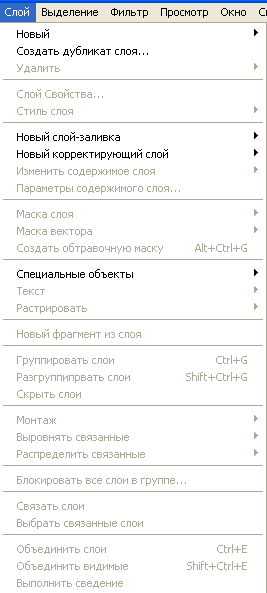 Слой Выделение Фильтр Просмотр Окно С
Новый
Создать дубликат слоя...
Удалить
Слой Свойства...
Стиль слоя
Новый слой-заливка
Новый корректирующий слой
Изменить содержимое слоя
Параметры содержимого слоя...
Маска слоя
Маска вектора
Создать обтравочную маску Alt+Ctrl+G
Специальные объекты
Текст
Растрировать
Новый фрагмент из слоя
Группировать слои Ctrl+G
Разгруппипрвать слои Shift+Ctrl+G
Скрыть слои
Монтаж
Выровнять связанные
Распределить связанные
Блокировать все слои в группе...
Связать слои
Выбрать связанные слои
Объединить слои Ctrl+E
Объединить видимые Shift+Ctrl+E
Выполнить сведение